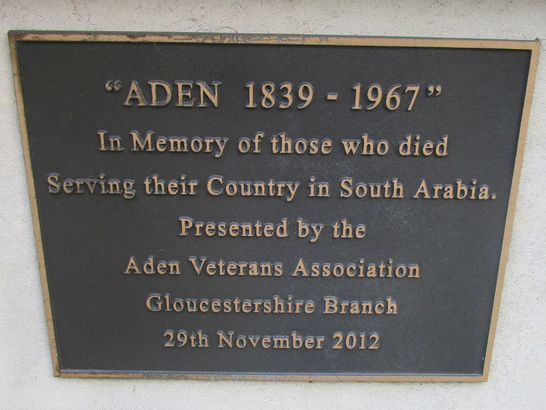 “ADEN 1839 - 1967”
In Memory of those who died
Serving their Country in South Arabia.
Presented by the
Aden Veterans Association
Gloucestershire Branch
29th November 2012